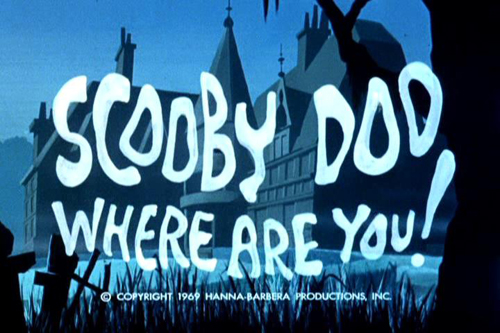 SCOOBY DOO
WHERE ARE YOU!
© COPYRIGHT 1969 HANNA-BARBERA PRODUCTIONS, INC.